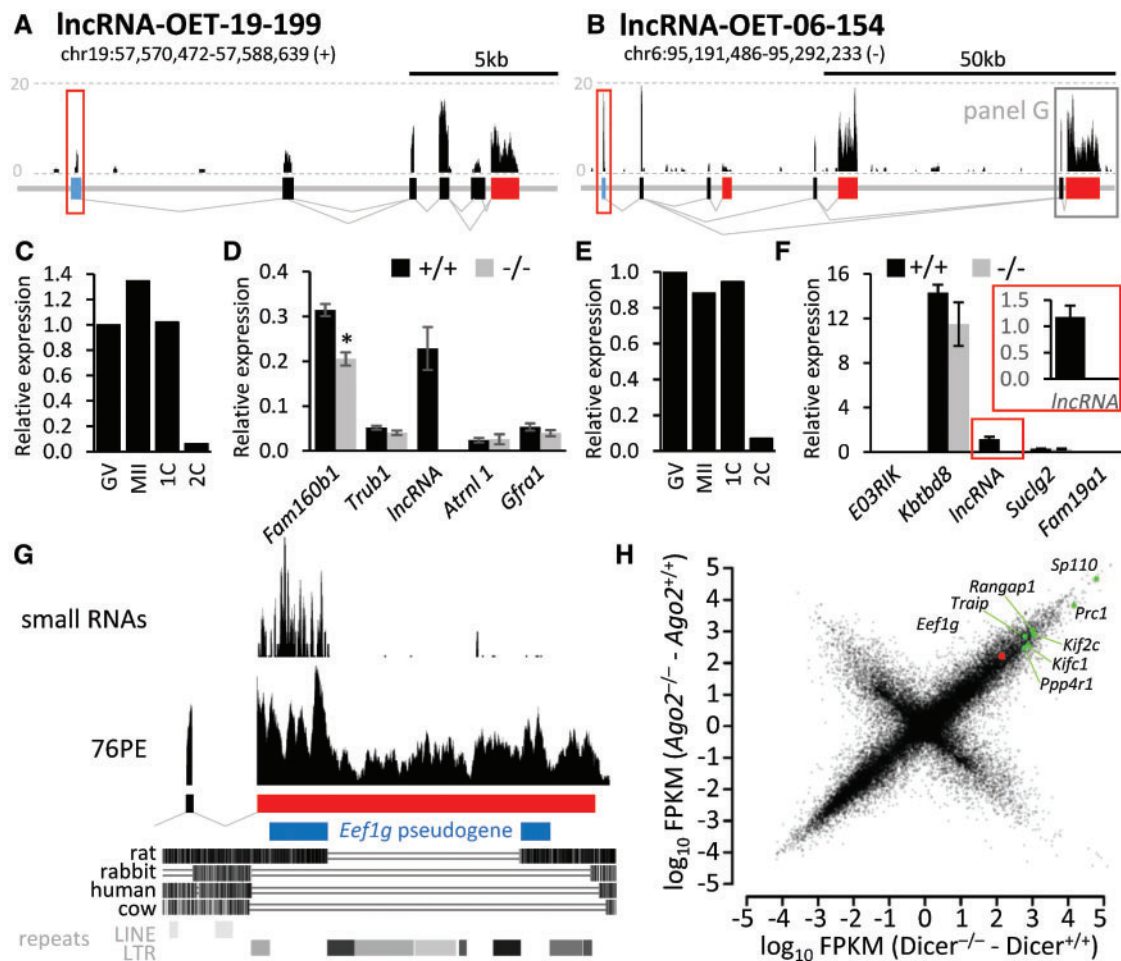 A lncRNA-OET-19-199
chr19:57,570,472-57,588,639 (+)
5kb
20
0
B lncRNA-OET-06-154
chr6:95,191,486-95,292,233 (-)
50kb
20
0
panel G
C
Relative expression
1.4
1.2
1.0
0.8
0.6
0.4
0.2
0.0
GV
MII
1C
2C
D
+/+
-/-
Relative expression
0.4
0.3
0.2
0.1
0.0
*
Fam160b1
Trub1
lncRNA
Atrnl 1
Gfra1
E
Relative expression
1.0
0.8
0.6
0.4
0.2
0.0
GV
MII
1C
2C
F
+/+
-/-
Relative expression
16
12
8
4
0
1.5
1.0
0.5
0.0
lncRNA
E03RIK
Kbtbd8
lncRNA
Suclg2
Fam19a1
G
small RNAs
76PE
Eef1g pseudogene
rat
rabbit
human
cow
repeats
LINE
LTR
H
log₁₀ FPKM (Ago2⁻/⁻ - Ago2⁺/⁺)
5
4
3
2
1
0
-1
-2
-3
-4
-5
Sp110
Rangap1
Traip
Prc1
Eef1g
Kif2c
Kifc1
Ppp4r1
-5 -4 -3 -2 -1 0 1 2 3 4 5
log₁₀ FPKM (Dicer⁻/⁻ - Dicer⁺/⁺)